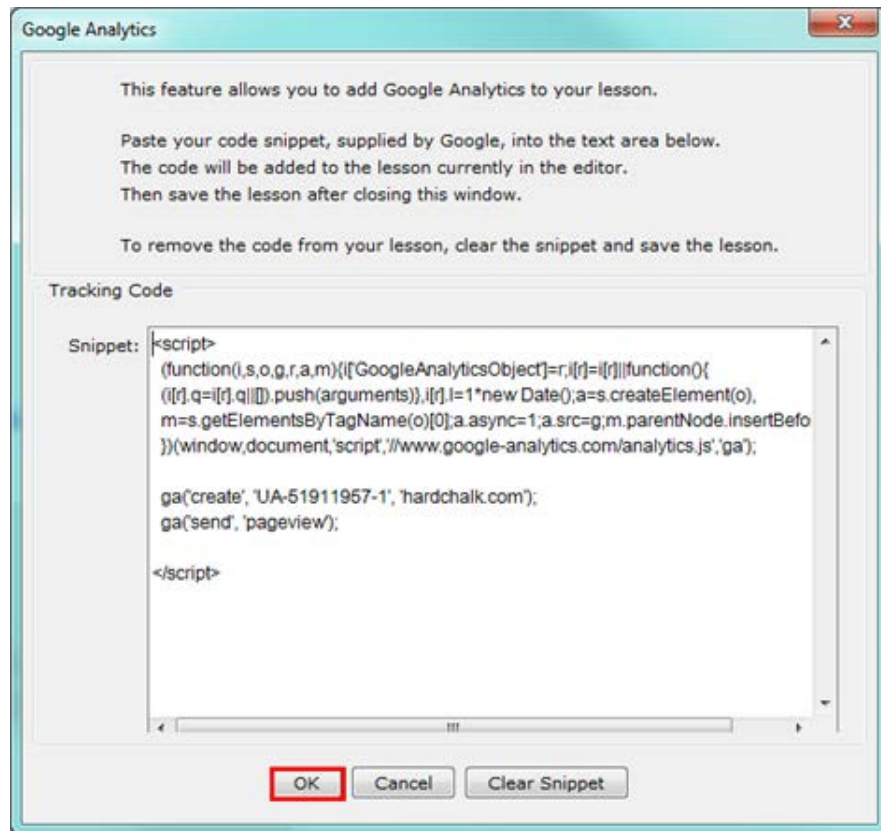 Google Analytics
This feature allows you to add Google Analytics to your lesson.
Paste your code snippet, supplied by Google, into the text area below.
The code will be added to the lesson currently in the editor.
Then save the lesson after closing this window.
To remove the code from your lesson, clear the snippet and save the lesson.
Tracking Code
Snippet:
<script>
(function(i,s,o,g,r,a,m){i['GoogleAnalyticsObject']=r;i[r]=i[r]||function(){
(i[r].q=i[r].q||[]).push(arguments)},i[r].l=1*new Date();a=s.createElement(o),
m=s.getElementsByTagName(o)[0];a.async=1;a.src=g;m.parentNode.insertBefo
})(window,document,'script','//www.google-analytics.com/analytics.js','ga');
ga('create', 'UA-51911957-1', 'hardchalk.com');
ga('send', 'pageview');
</script>
OK Cancel Clear Snippet